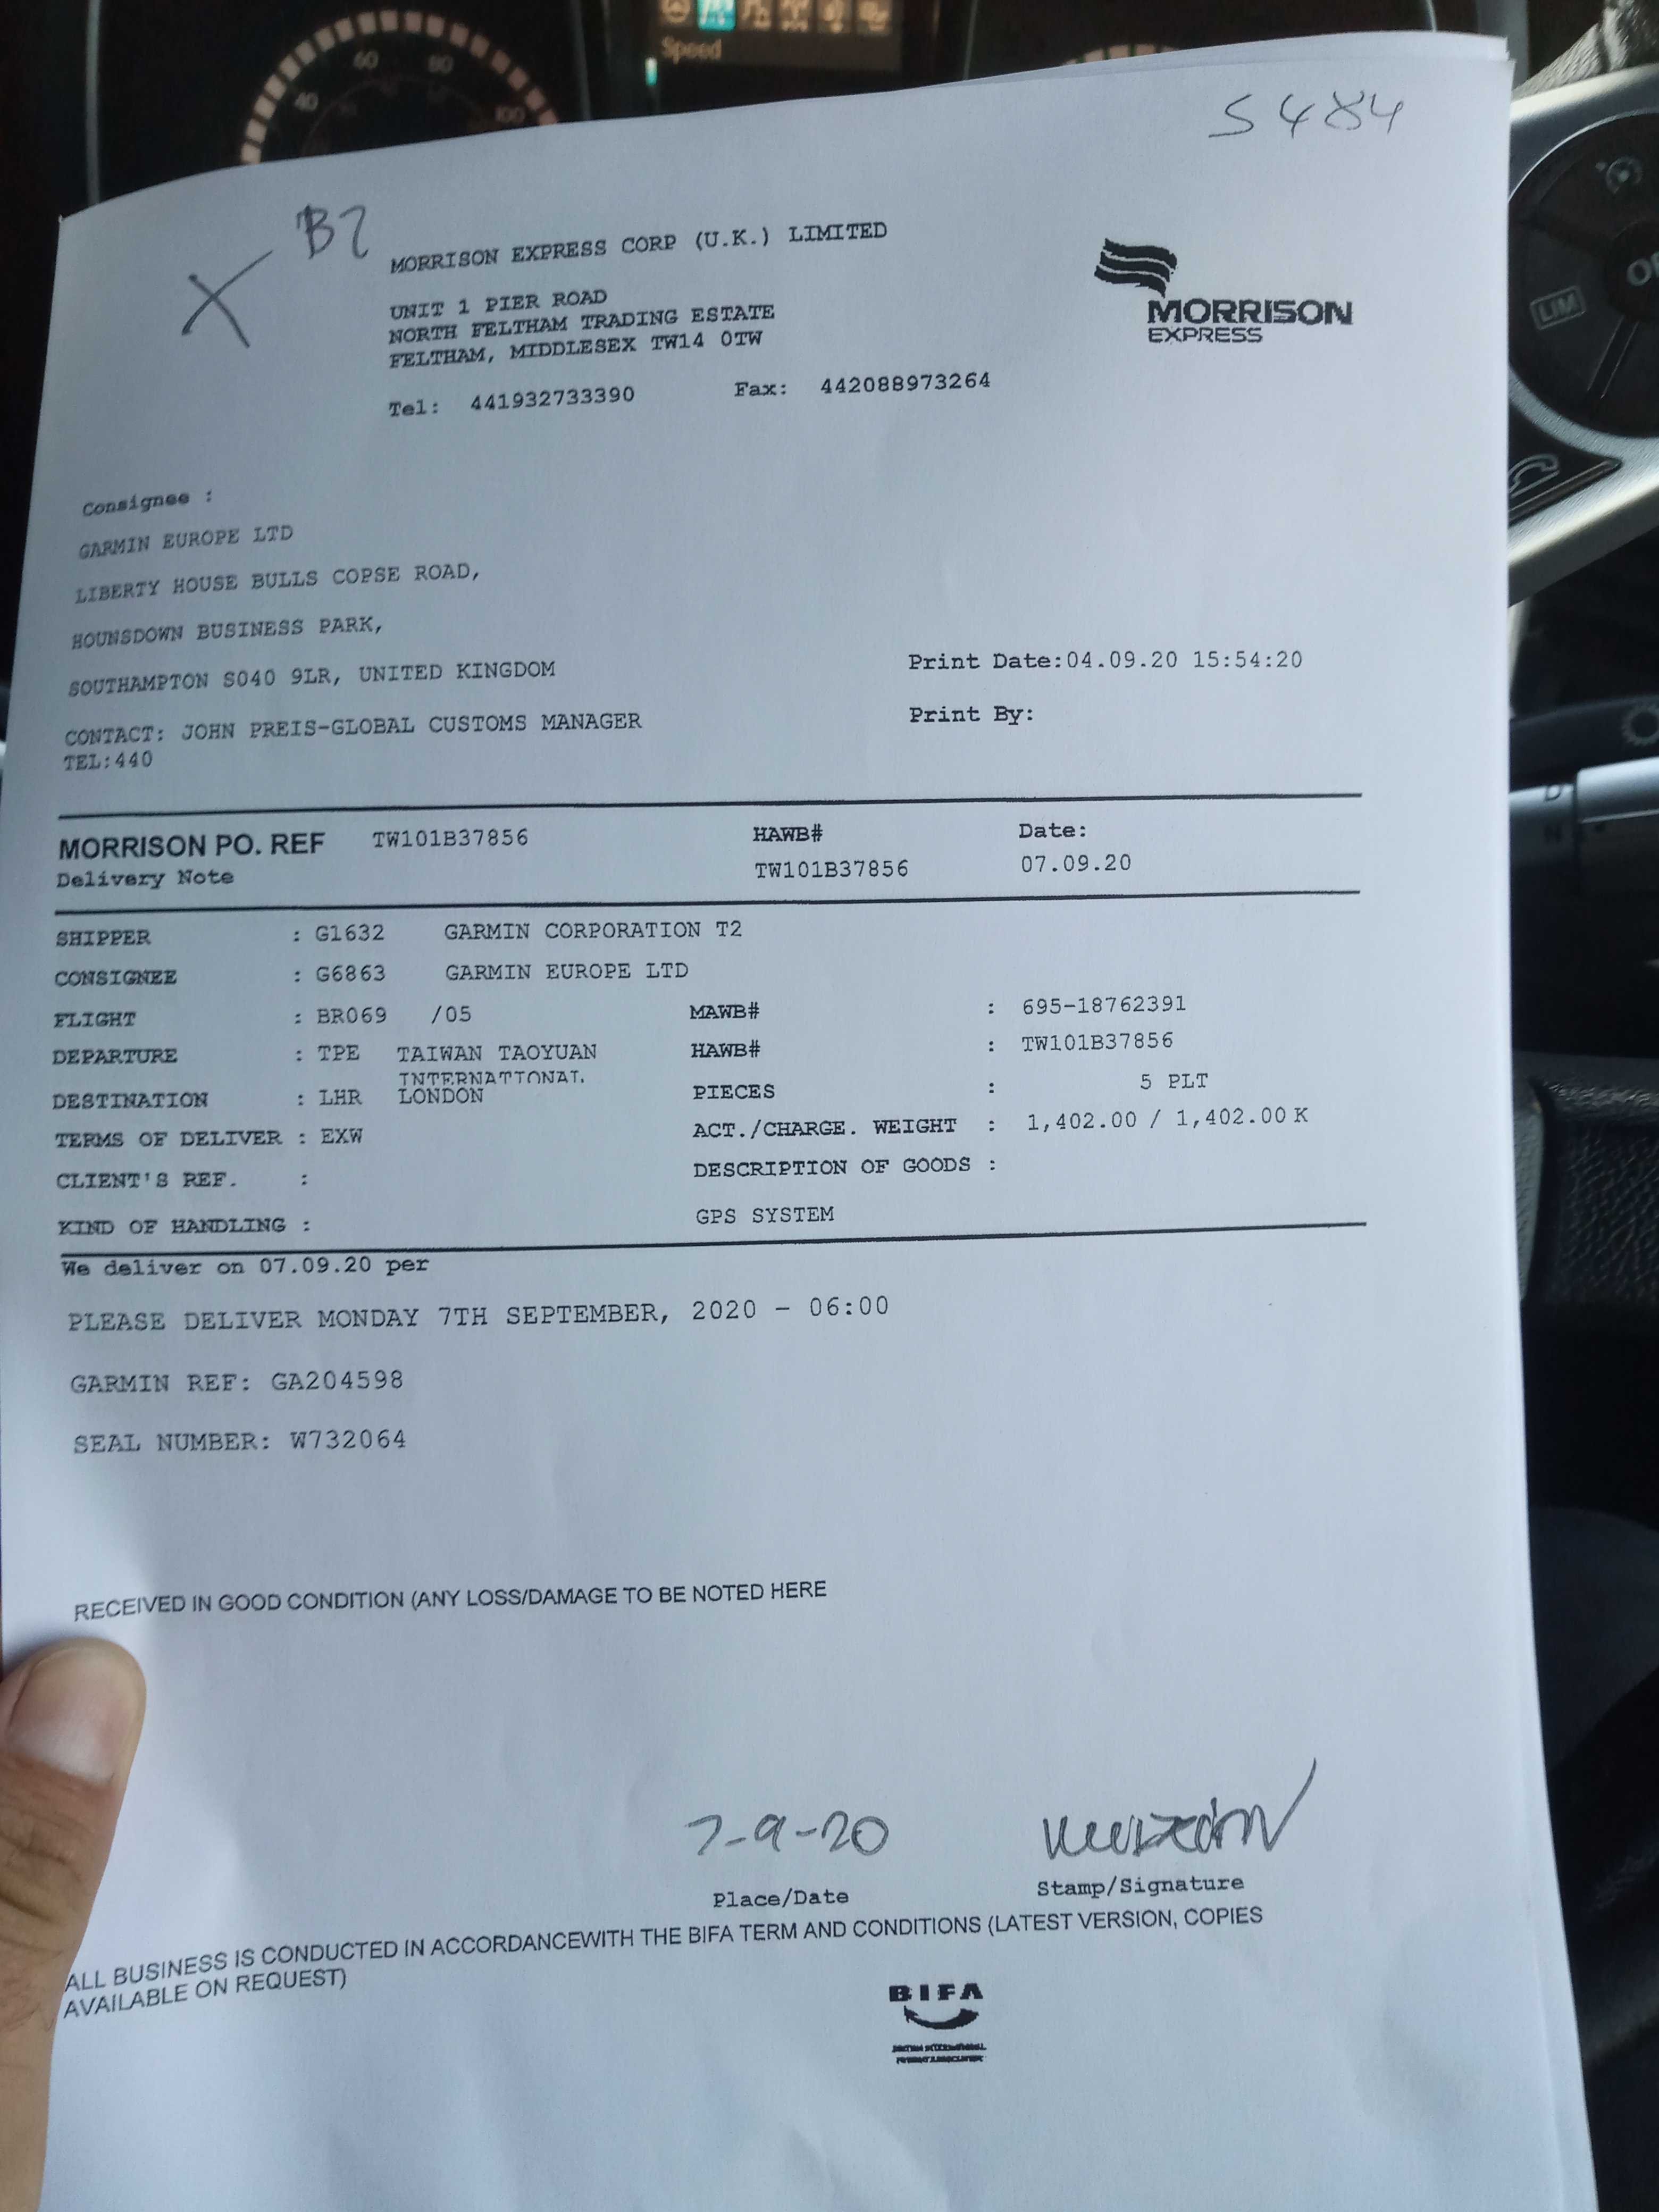 60 80
40 100
Speed
S484
B7
X
MORRISON EXPRESS CORP (U.K.) LIMITED
UNIT 1 PIER ROAD
NORTH FELTHAM TRADING ESTATE
FELTHAM, MIDDLESEX TW14 0TW
Tel: 441932733390 Fax: 442088973264
MORRISON
EXPRESS
LIM
Consignee :
GARMIN EUROPE LTD
LIBERTY HOUSE BULLS COPSE ROAD,
HOUNSDOWN BUSINESS PARK,
SOUTHAMPTON SO40 9LR, UNITED KINGDOM
CONTACT: JOHN PREIS-GLOBAL CUSTOMS MANAGER
TEL:440
Print Date:04.09.20 15:54:20
Print By:
D
N
MORRISON PO. REF TW101B37856 HAWB# Date:
Delivery Note TW101B37856 07.09.20
SHIPPER : G1632 GARMIN CORPORATION T2
CONSIGNEE : G6863 GARMIN EUROPE LTD
FLIGHT : BR069 /05 MAWB# : 695-18762391
DEPARTURE : TPE TAIWAN TAOYUAN HAWB# : TW101B37856
INTERNATIONAL
DESTINATION : LHR LONDON PIECES : 5 PLT
TERMS OF DELIVER : EXW ACT./CHARGE. WEIGHT : 1,402.00 / 1,402.00 K
CLIENT'S REF. : DESCRIPTION OF GOODS :
KIND OF HANDLING : GPS SYSTEM
We deliver on 07.09.20 per
PLEASE DELIVER MONDAY 7TH SEPTEMBER, 2020 - 06:00
GARMIN REF: GA204598
SEAL NUMBER: W732064
RECEIVED IN GOOD CONDITION (ANY LOSS/DAMAGE TO BE NOTED HERE
7-9-20
Place/Date Stamp/Signature
ALL BUSINESS IS CONDUCTED IN ACCORDANCEWITH THE BIFA TERM AND CONDITIONS (LATEST VERSION, COPIES
AVAILABLE ON REQUEST)
BIFA